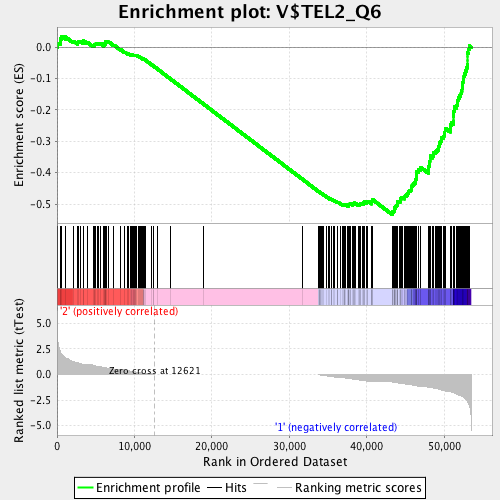 Enrichment plot: V$TEL2_Q6
Enrichment score (ES)
0.0
-0.1
-0.2
-0.3
-0.4
-0.5
Ranked list metric (tTest)
5.0
2.5
0.0
-2.5
-5.0
'2' (positively correlated)
Zero cross at 12621
'1' (negatively correlated)
0
10,000
20,000
30,000
40,000
50,000
Rank in Ordered Dataset
Enrichment profile
Hits
Ranking metric scores